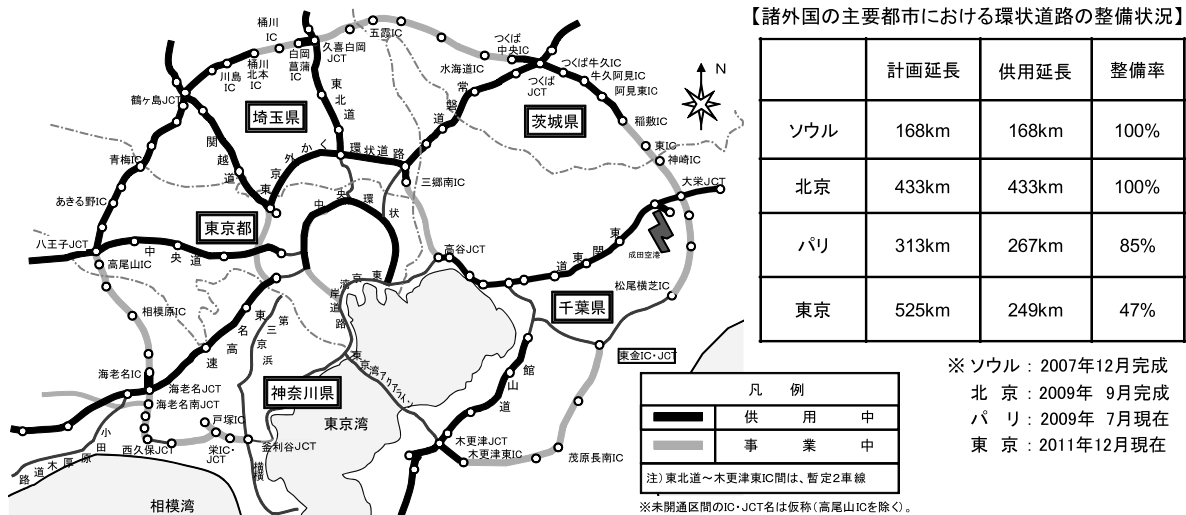 【諸外国の主要都市における環状道路の整備状況】
計画延長 供用延長 整備率
ソウル 168km 168km 100%
北京 433km 433km 100%
パリ 313km 267km 85%
東京 525km 249km 47%
※ ソウル : 2007年12月完成
北 京 : 2009年 9月完成
パ リ : 2009年 7月現在
東 京 : 2011年12月現在
桶川IC
白岡菖蒲IC
久喜白岡JCT
五霞IC
つくば中央IC
水海道IC
つくばJCT
つくば牛久IC
牛久阿見IC
阿見東IC
稲敷IC
東IC
神崎IC
大栄JCT
N
桶川北本IC
川島IC
鶴ヶ島JCT
埼玉県
茨城県
東北道
常磐道
関越道
東京外かく環状道路
三郷南IC
中央環状
青梅IC
あきる野IC
東京都
八王子JCT
中央道
高尾山IC
相模原IC
高谷JCT
東関東道
成田空港
松尾横芝IC
千葉県
東京湾岸道路
東名高速
第三京浜
東京湾アクアライン
館山道
東金IC・JCT
海老名IC
海老名JCT
海老名南JCT
神奈川県
戸塚IC
栄IC・JCT
西久保JCT
釜利谷JCT
東京湾
木更津JCT
木更津東IC
茂原長南IC
小田原厚木道路
横横
相模湾
凡 例
供 用 中
事 業 中
注)東北道～木更津東IC間は、暫定2車線
※未開通区間のIC・JCT名は仮称(高尾山ICを除く)。